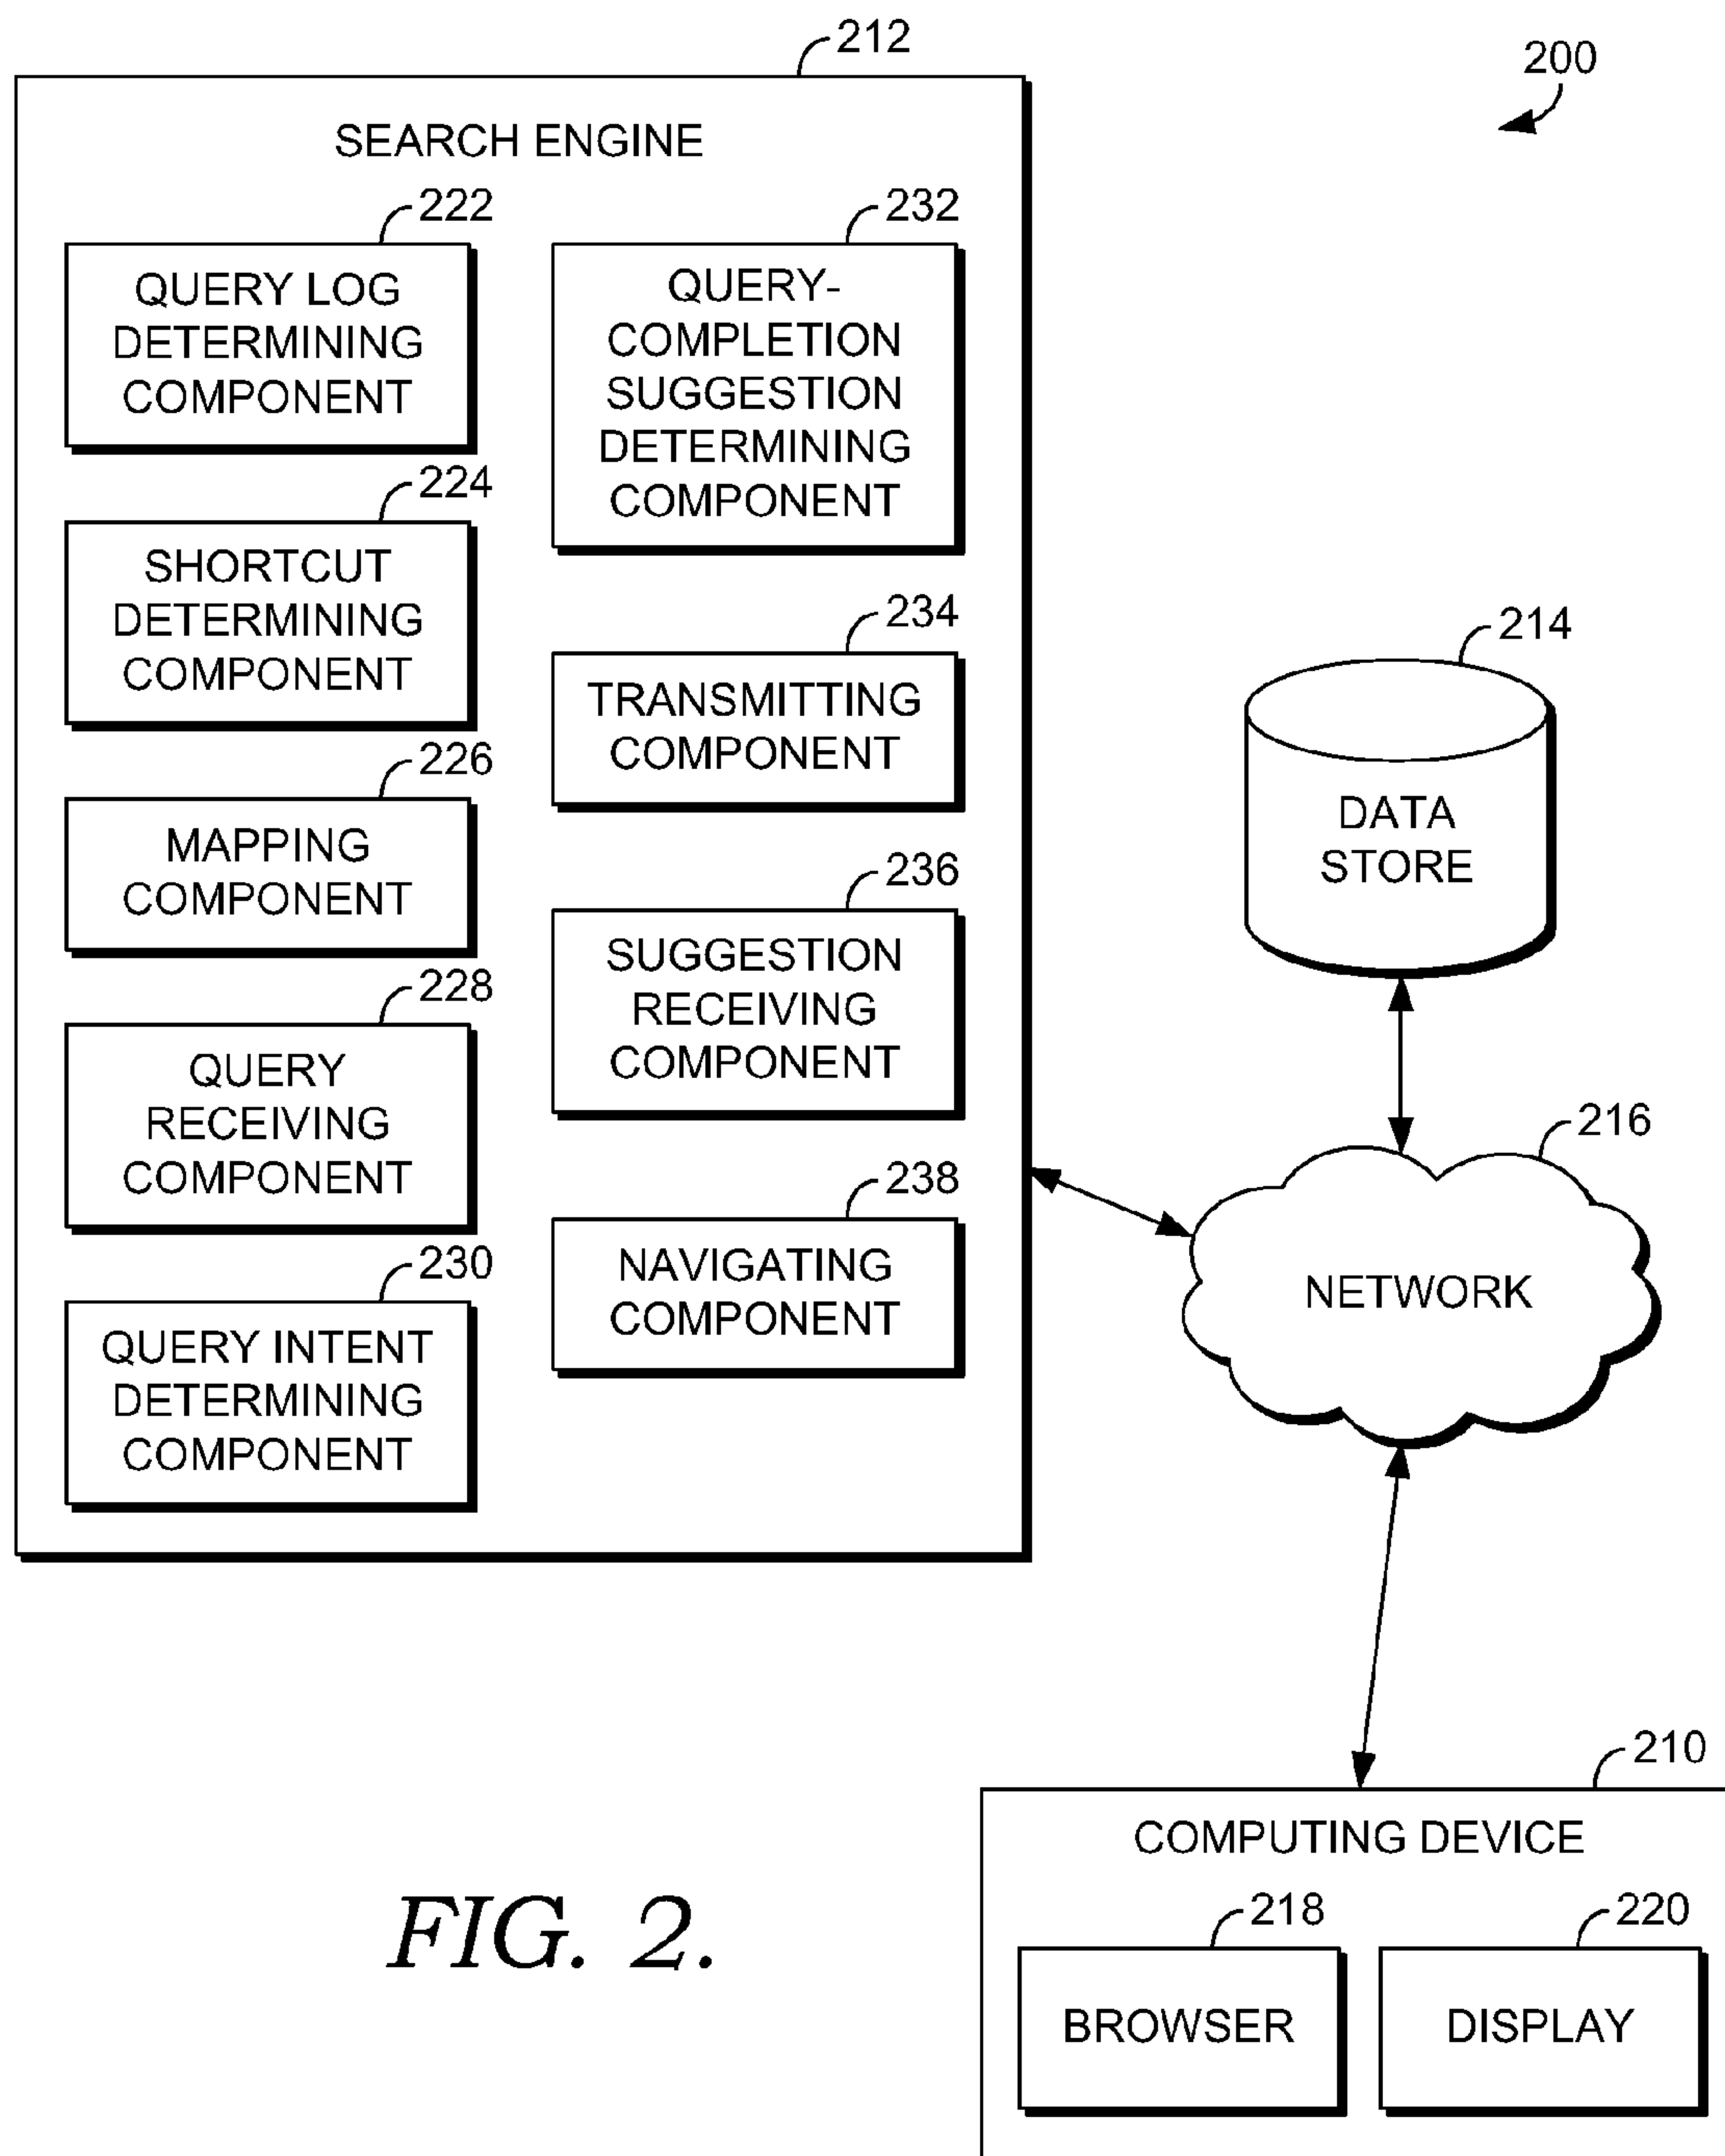 212
200
SEARCH ENGINE
222
QUERY LOG
DETERMINING
COMPONENT
224
SHORTCUT
DETERMINING
COMPONENT
226
MAPPING
COMPONENT
228
QUERY
RECEIVING
COMPONENT
230
QUERY INTENT
DETERMINING
COMPONENT
232
QUERY-
COMPLETION
SUGGESTION
DETERMINING
COMPONENT
234
TRANSMITTING
COMPONENT
236
SUGGESTION
RECEIVING
COMPONENT
238
NAVIGATING
COMPONENT
214
DATA
STORE
216
NETWORK
210
COMPUTING DEVICE
218
BROWSER
220
DISPLAY
FIG. 2.